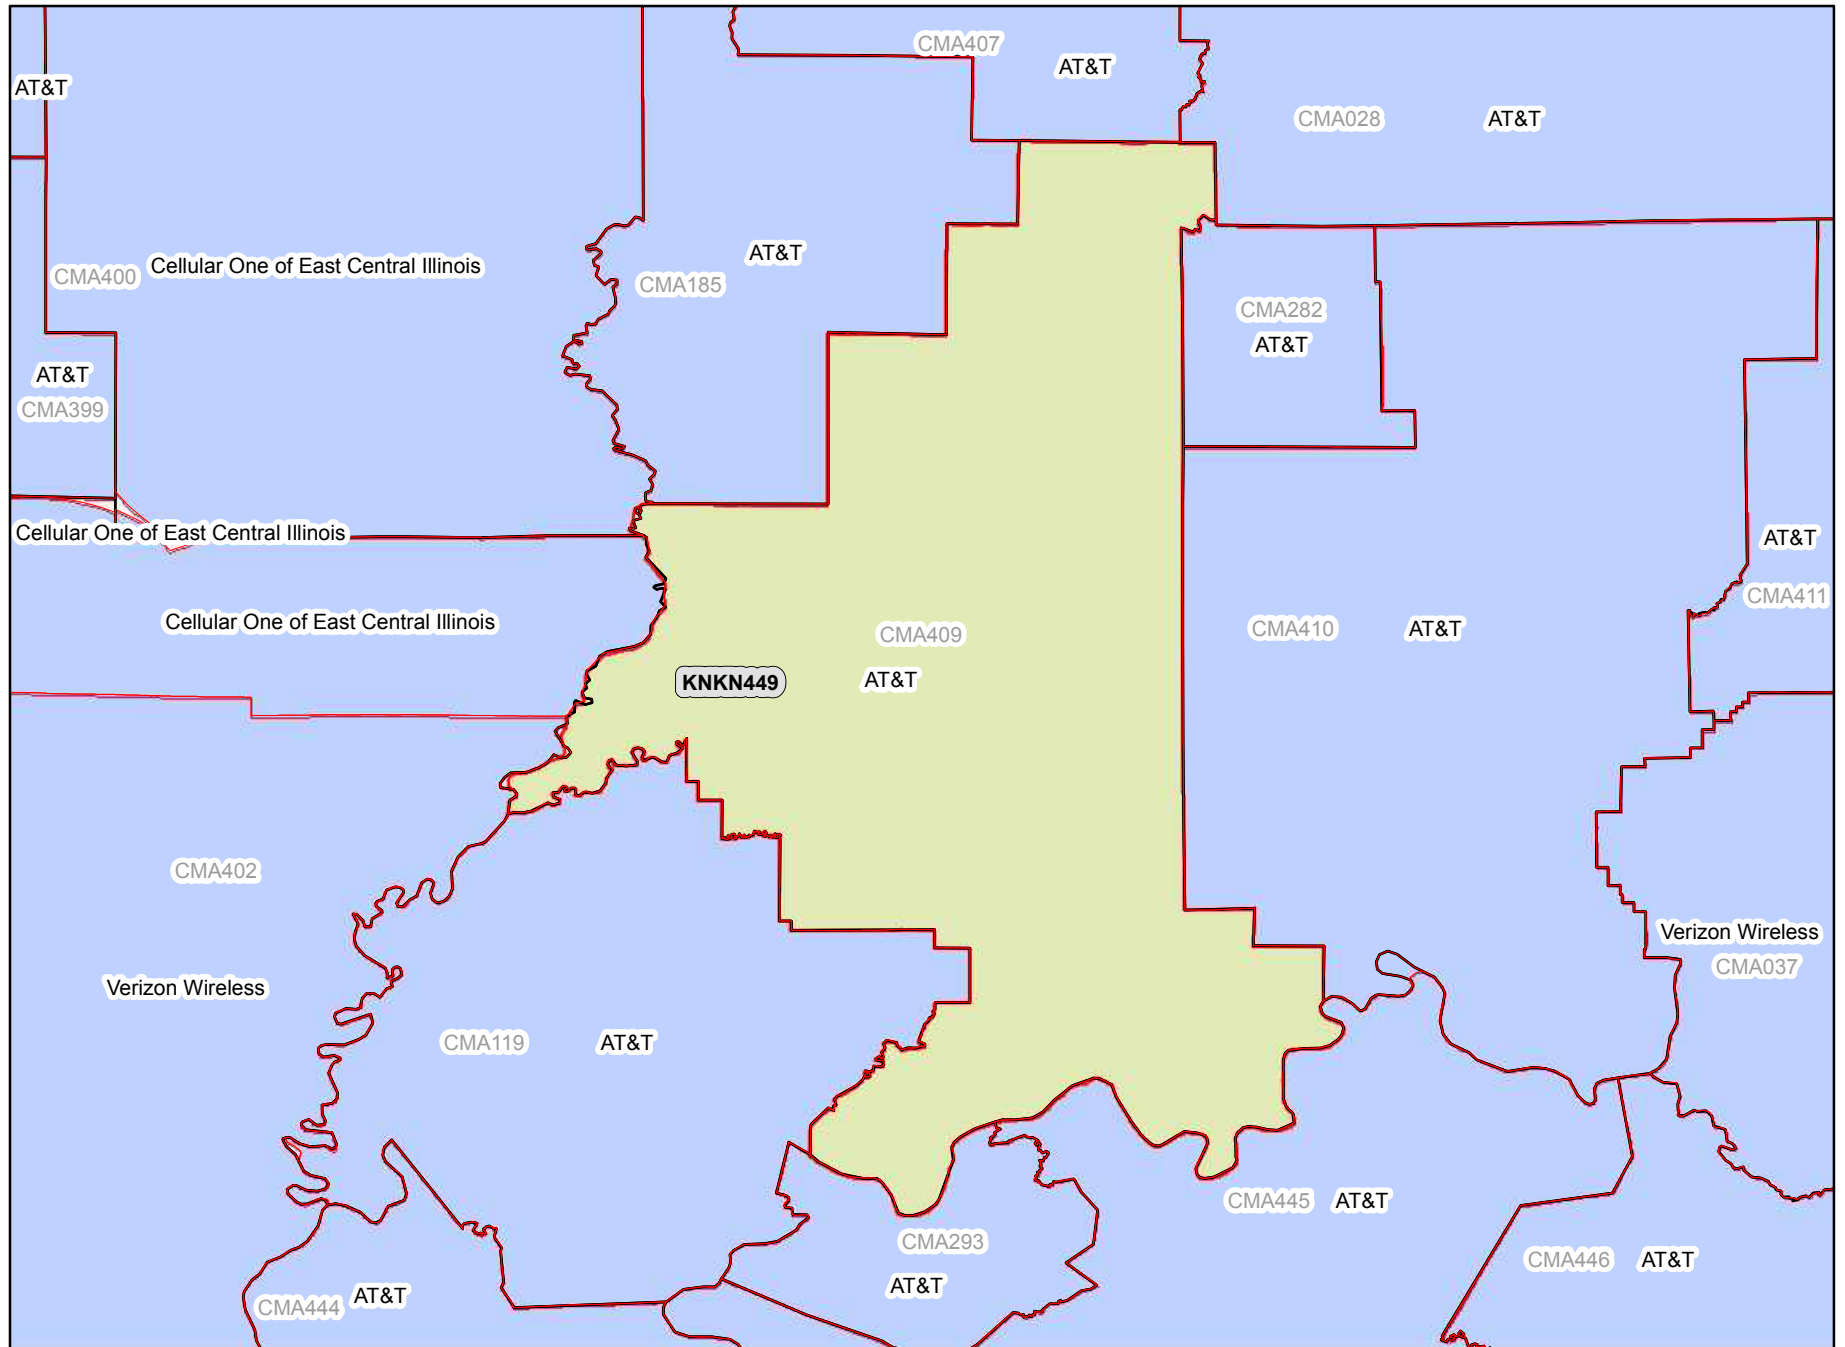 CMA407
AT&T
AT&T
CMA028
AT&T
AT&T
Cellular One of East Central Illinois
CMA400
CMA185
CMA282
AT&T
AT&T
CMA399
Cellular One of East Central Illinois
AT&T
CMA411
Cellular One of East Central Illinois
CMA409
CMA410
AT&T
KNKN449
AT&T
CMA402
Verizon Wireless
CMA037
Verizon Wireless
CMA119
AT&T
CMA445
AT&T
CMA293
AT&T
CMA446
AT&T
CMA444
AT&T